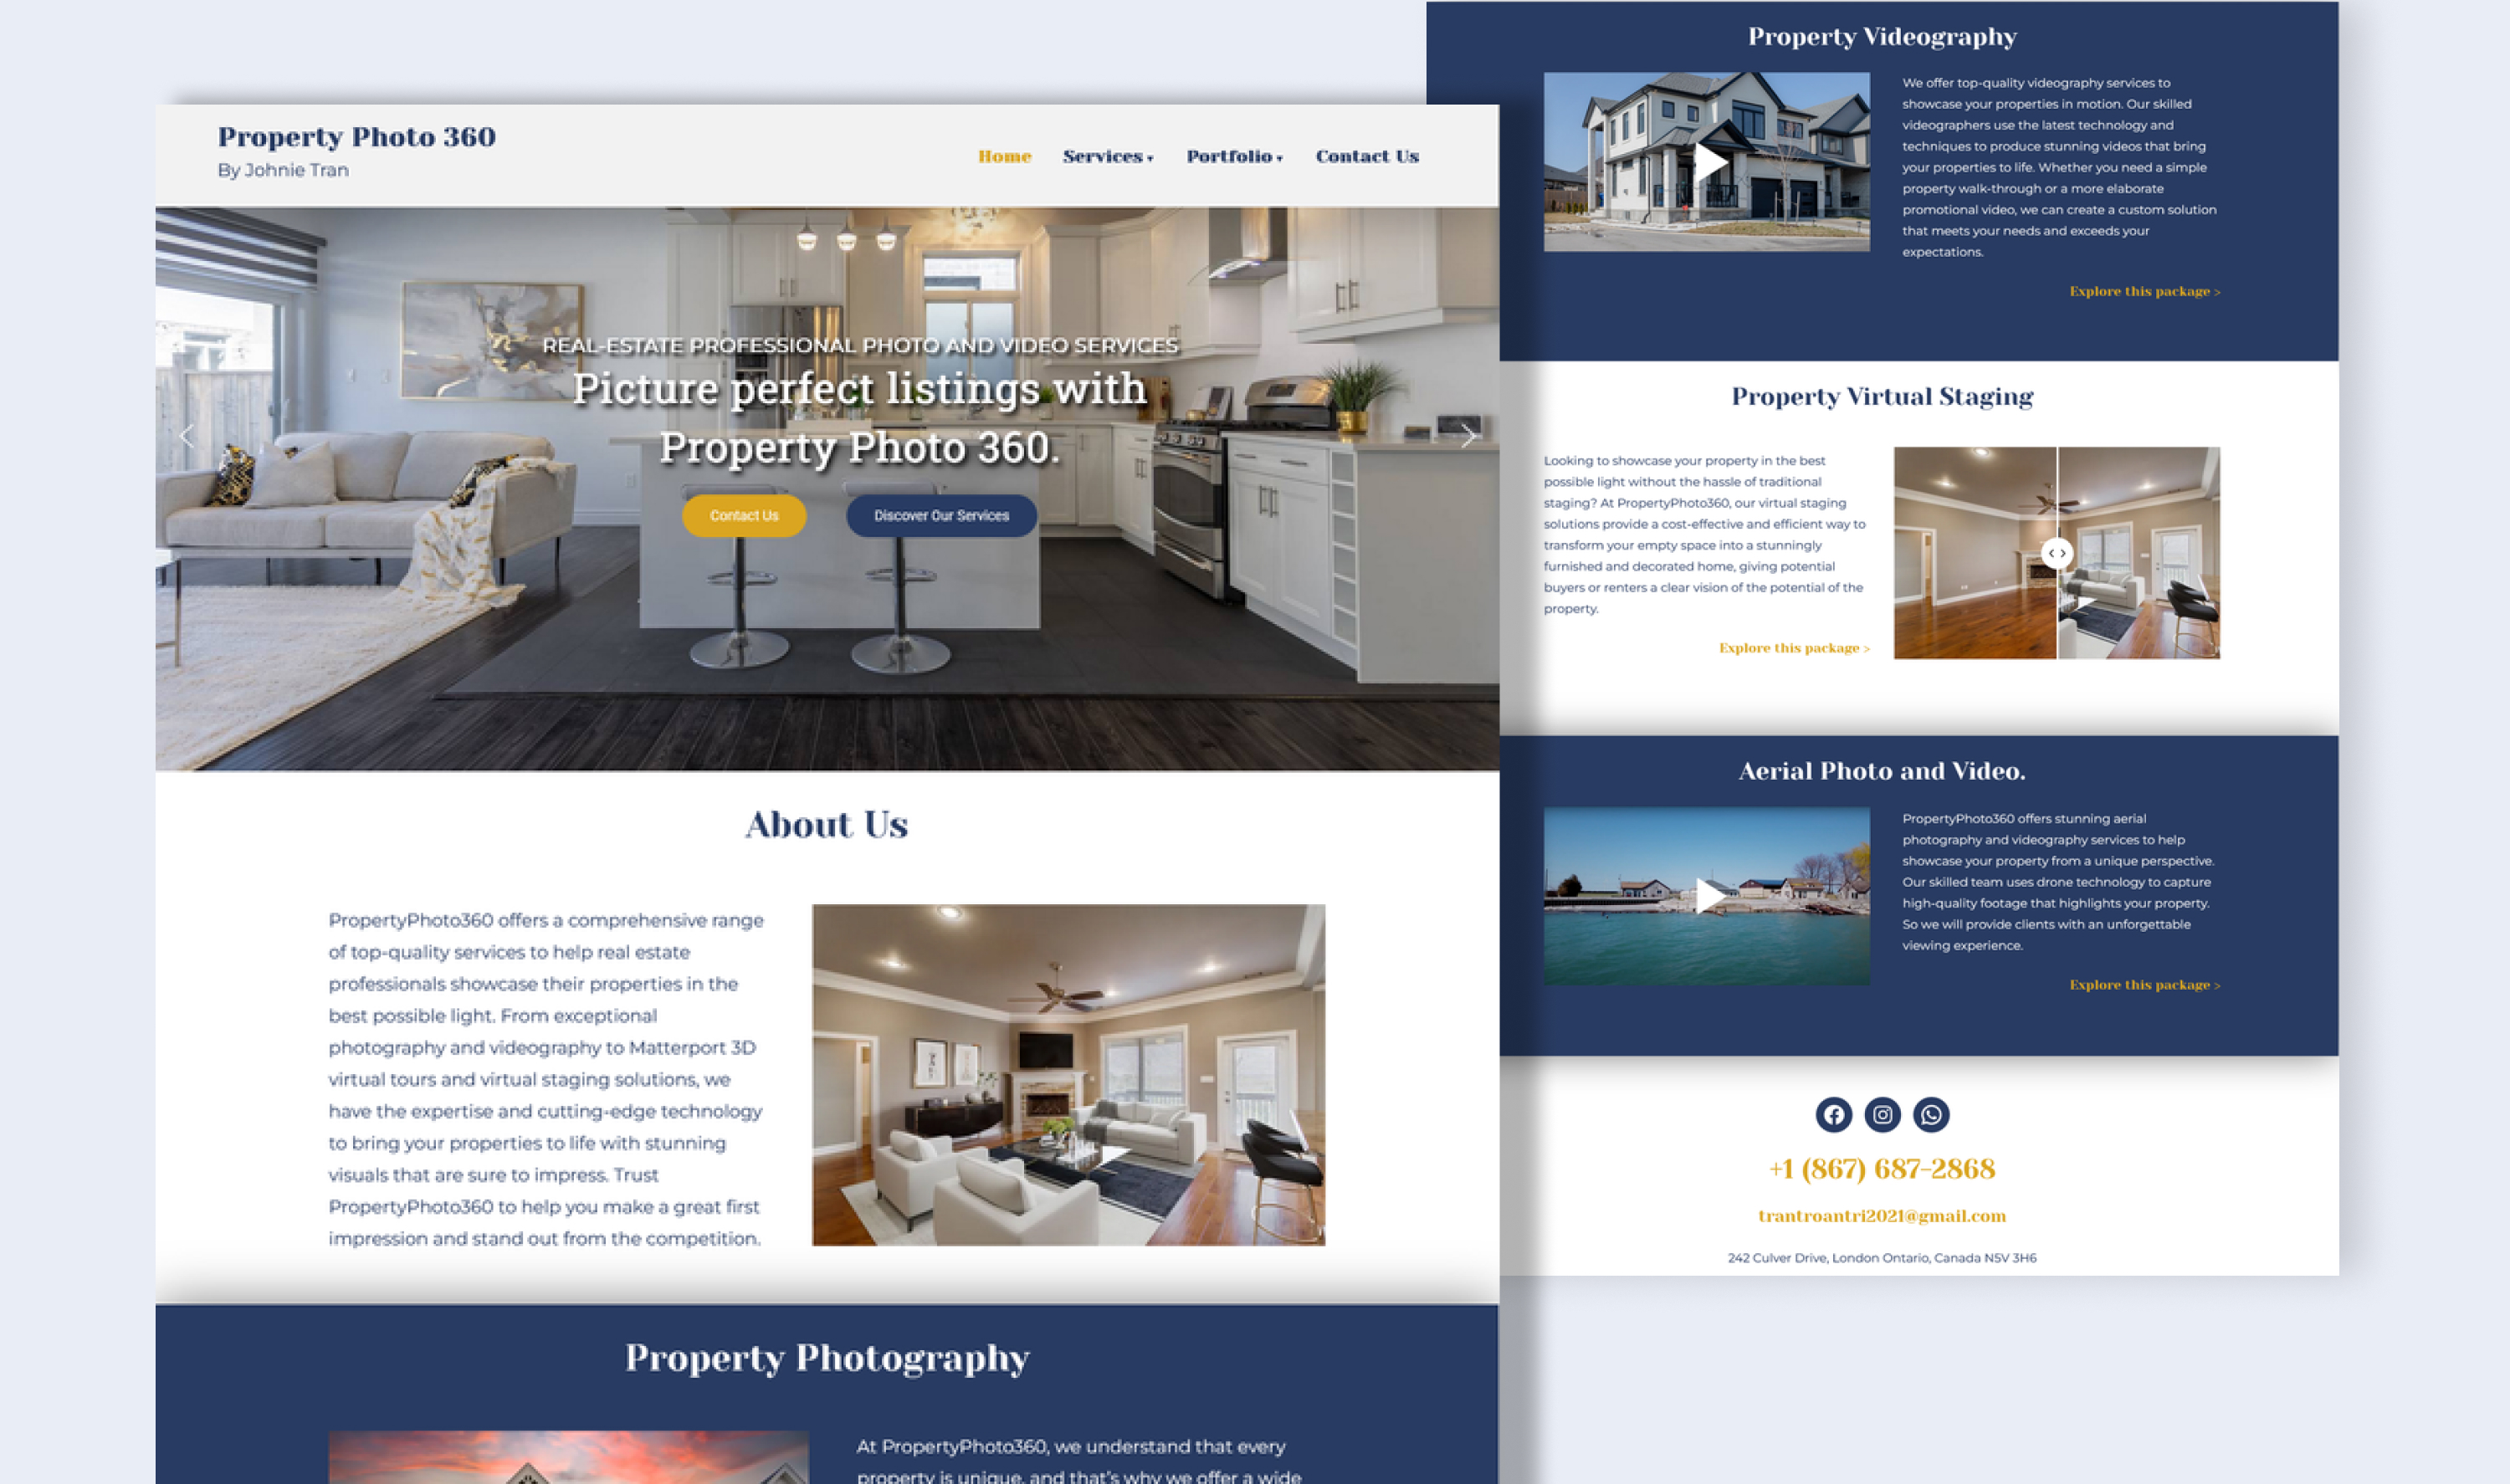 Property Photo 360
By Johnie Tran
Home
Services
Portfolio
Contact Us
REAL-ESTATE PROFESSIONAL PHOTO AND VIDEO SERVICES
Picture perfect listings with
Property Photo 360.
Contact Us
Discover Our Services
About Us
PropertyPhoto360 offers a comprehensive range
of top-quality services to help real estate
professionals showcase their properties in the
best possible light. From exceptional
photography and videography to Matterport 3D
virtual tours and virtual staging solutions, we
have the expertise and cutting-edge technology
to bring your properties to life with stunning
visuals that are sure to impress. Trust
PropertyPhoto360 to help you make a great first
impression and stand out from the competition.
Property Photography
At PropertyPhoto360, we understand that every
property is unique, and that's why we offer a wide
Property Videography
We offer top-quality videography services to
showcase your properties in motion. Our skilled
videographers use the latest technology and
techniques to produce stunning videos that bring
your properties to life. Whether you need a simple
property walk-through or a more elaborate
promotional video, we can create a custom solution
that meets your needs and exceeds your
expectations.
Explore this package >
Property Virtual Staging
Looking to showcase your property in the best
possible light without the hassle of traditional
staging? At PropertyPhoto360, our virtual staging
solutions provide a cost-effective and efficient way to
transform your empty space into a stunningly
furnished and decorated home, giving potential
buyers or renters a clear vision of the potential of the
property.
Explore this package >
Aerial Photo and Video.
PropertyPhoto360 offers stunning aerial
photography and videography services to help
showcase your property from a unique perspective.
Our skilled team uses drone technology to capture
high-quality footage that highlights your property.
So we will provide clients with an unforgettable
viewing experience.
Explore this package >
+1 (867) 687-2868
trantroantri2021@gmail.com
242 Culver Drive, London Ontario, Canada N5V 3H6